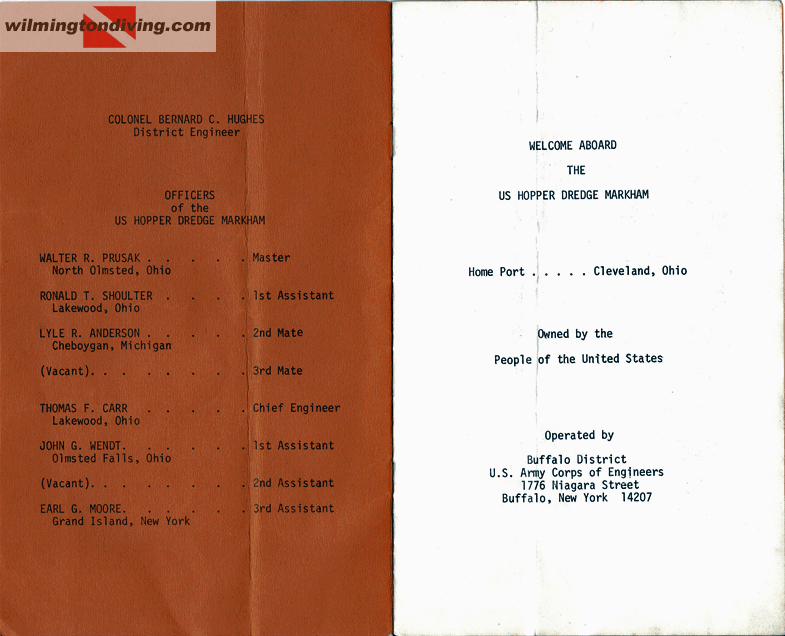 wilmingtondiving.com
COLONEL BERNARD C. HUGHES
District Engineer
OFFICERS
of the
US HOPPER DREDGE MARKHAM
WALTER R. PRUSAK . . . . . Master
North Olmsted, Ohio
RONALD T. SHOULTER . . . . 1st Assistant
Lakewood, Ohio
LYLE R. ANDERSON . . . . . 2nd Mate
Cheboygan, Michigan
(Vacant). . . . . . . 3rd Mate
THOMAS F. CARR . . . . . Chief Engineer
Lakewood, Ohio
JOHN G. WENDT. . . . . . 1st Assistant
Olmsted Falls, Ohio
(Vacant). . . . . . . 2nd Assistant
EARL G. MOORE. . . . . . 3rd Assistant
Grand Island, New York
WELCOME ABOARD
THE
US HOPPER DREDGE MARKHAM
Home Port . . . . . Cleveland, Ohio
Owned by the
People of the United States
Operated by
Buffalo District
U.S. Army Corps of Engineers
1776 Niagara Street
Buffalo, New York 14207